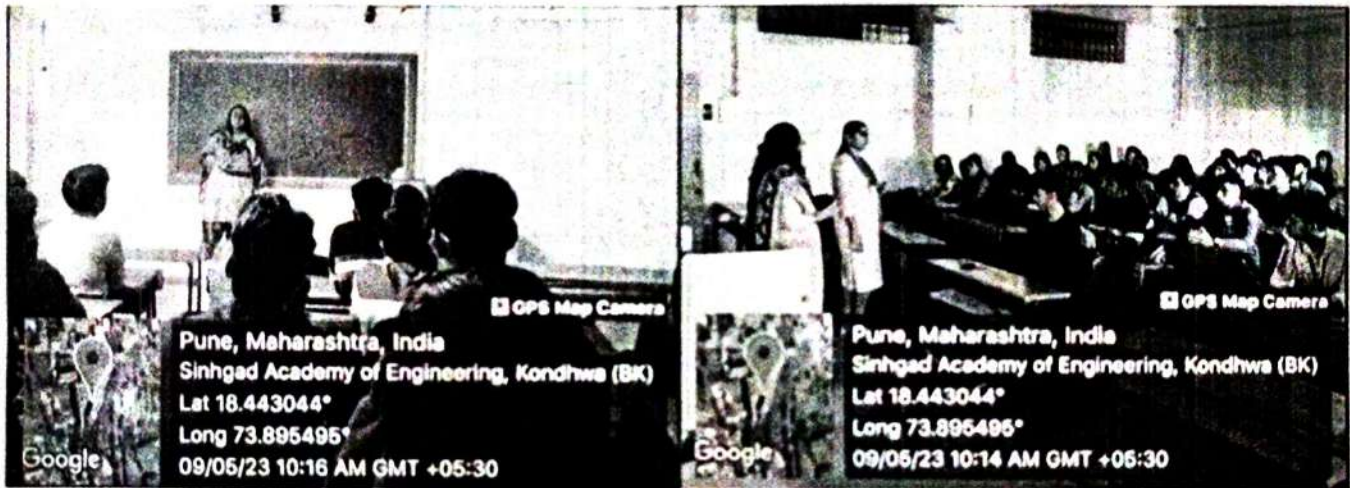 GPS Map Camera
Pune, Maharashtra, India
Sinhgad Academy of Engineering, Kondhwa (BK)
Lat 18.443044°
Long 73.895495°
09/05/23 10:16 AM GMT +05:30
Google
GPS Map Camera
Pune, Maharashtra, India
Sinhgad Academy of Engineering, Kondhwa (BK)
Lat 18.443044°
Long 73.895495°
09/05/23 10:14 AM GMT +05:30
Google